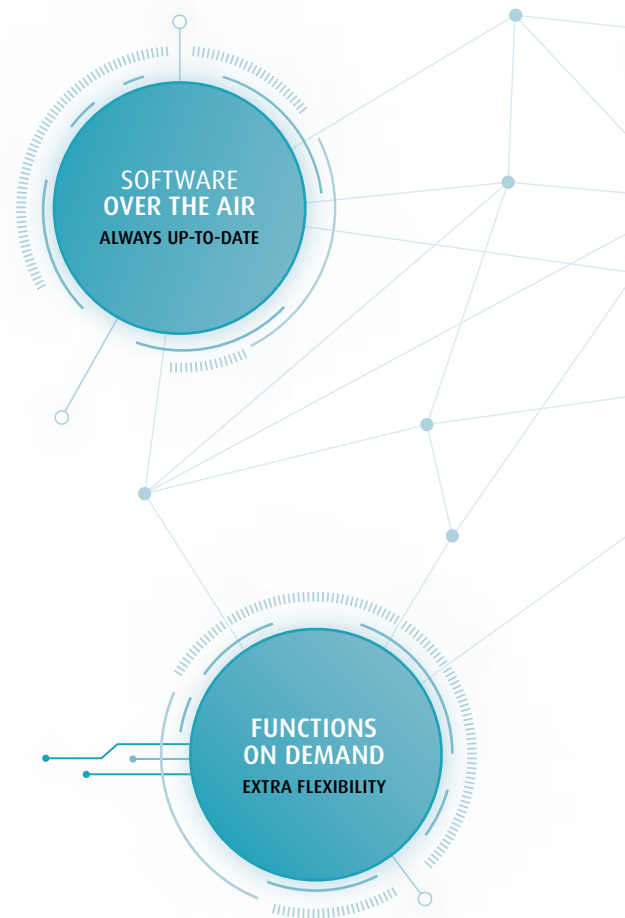 SOFTWARE
OVER THE AIR
ALWAYS UP-TO-DATE
FUNCTIONS
ON DEMAND
EXTRA FLEXIBILITY